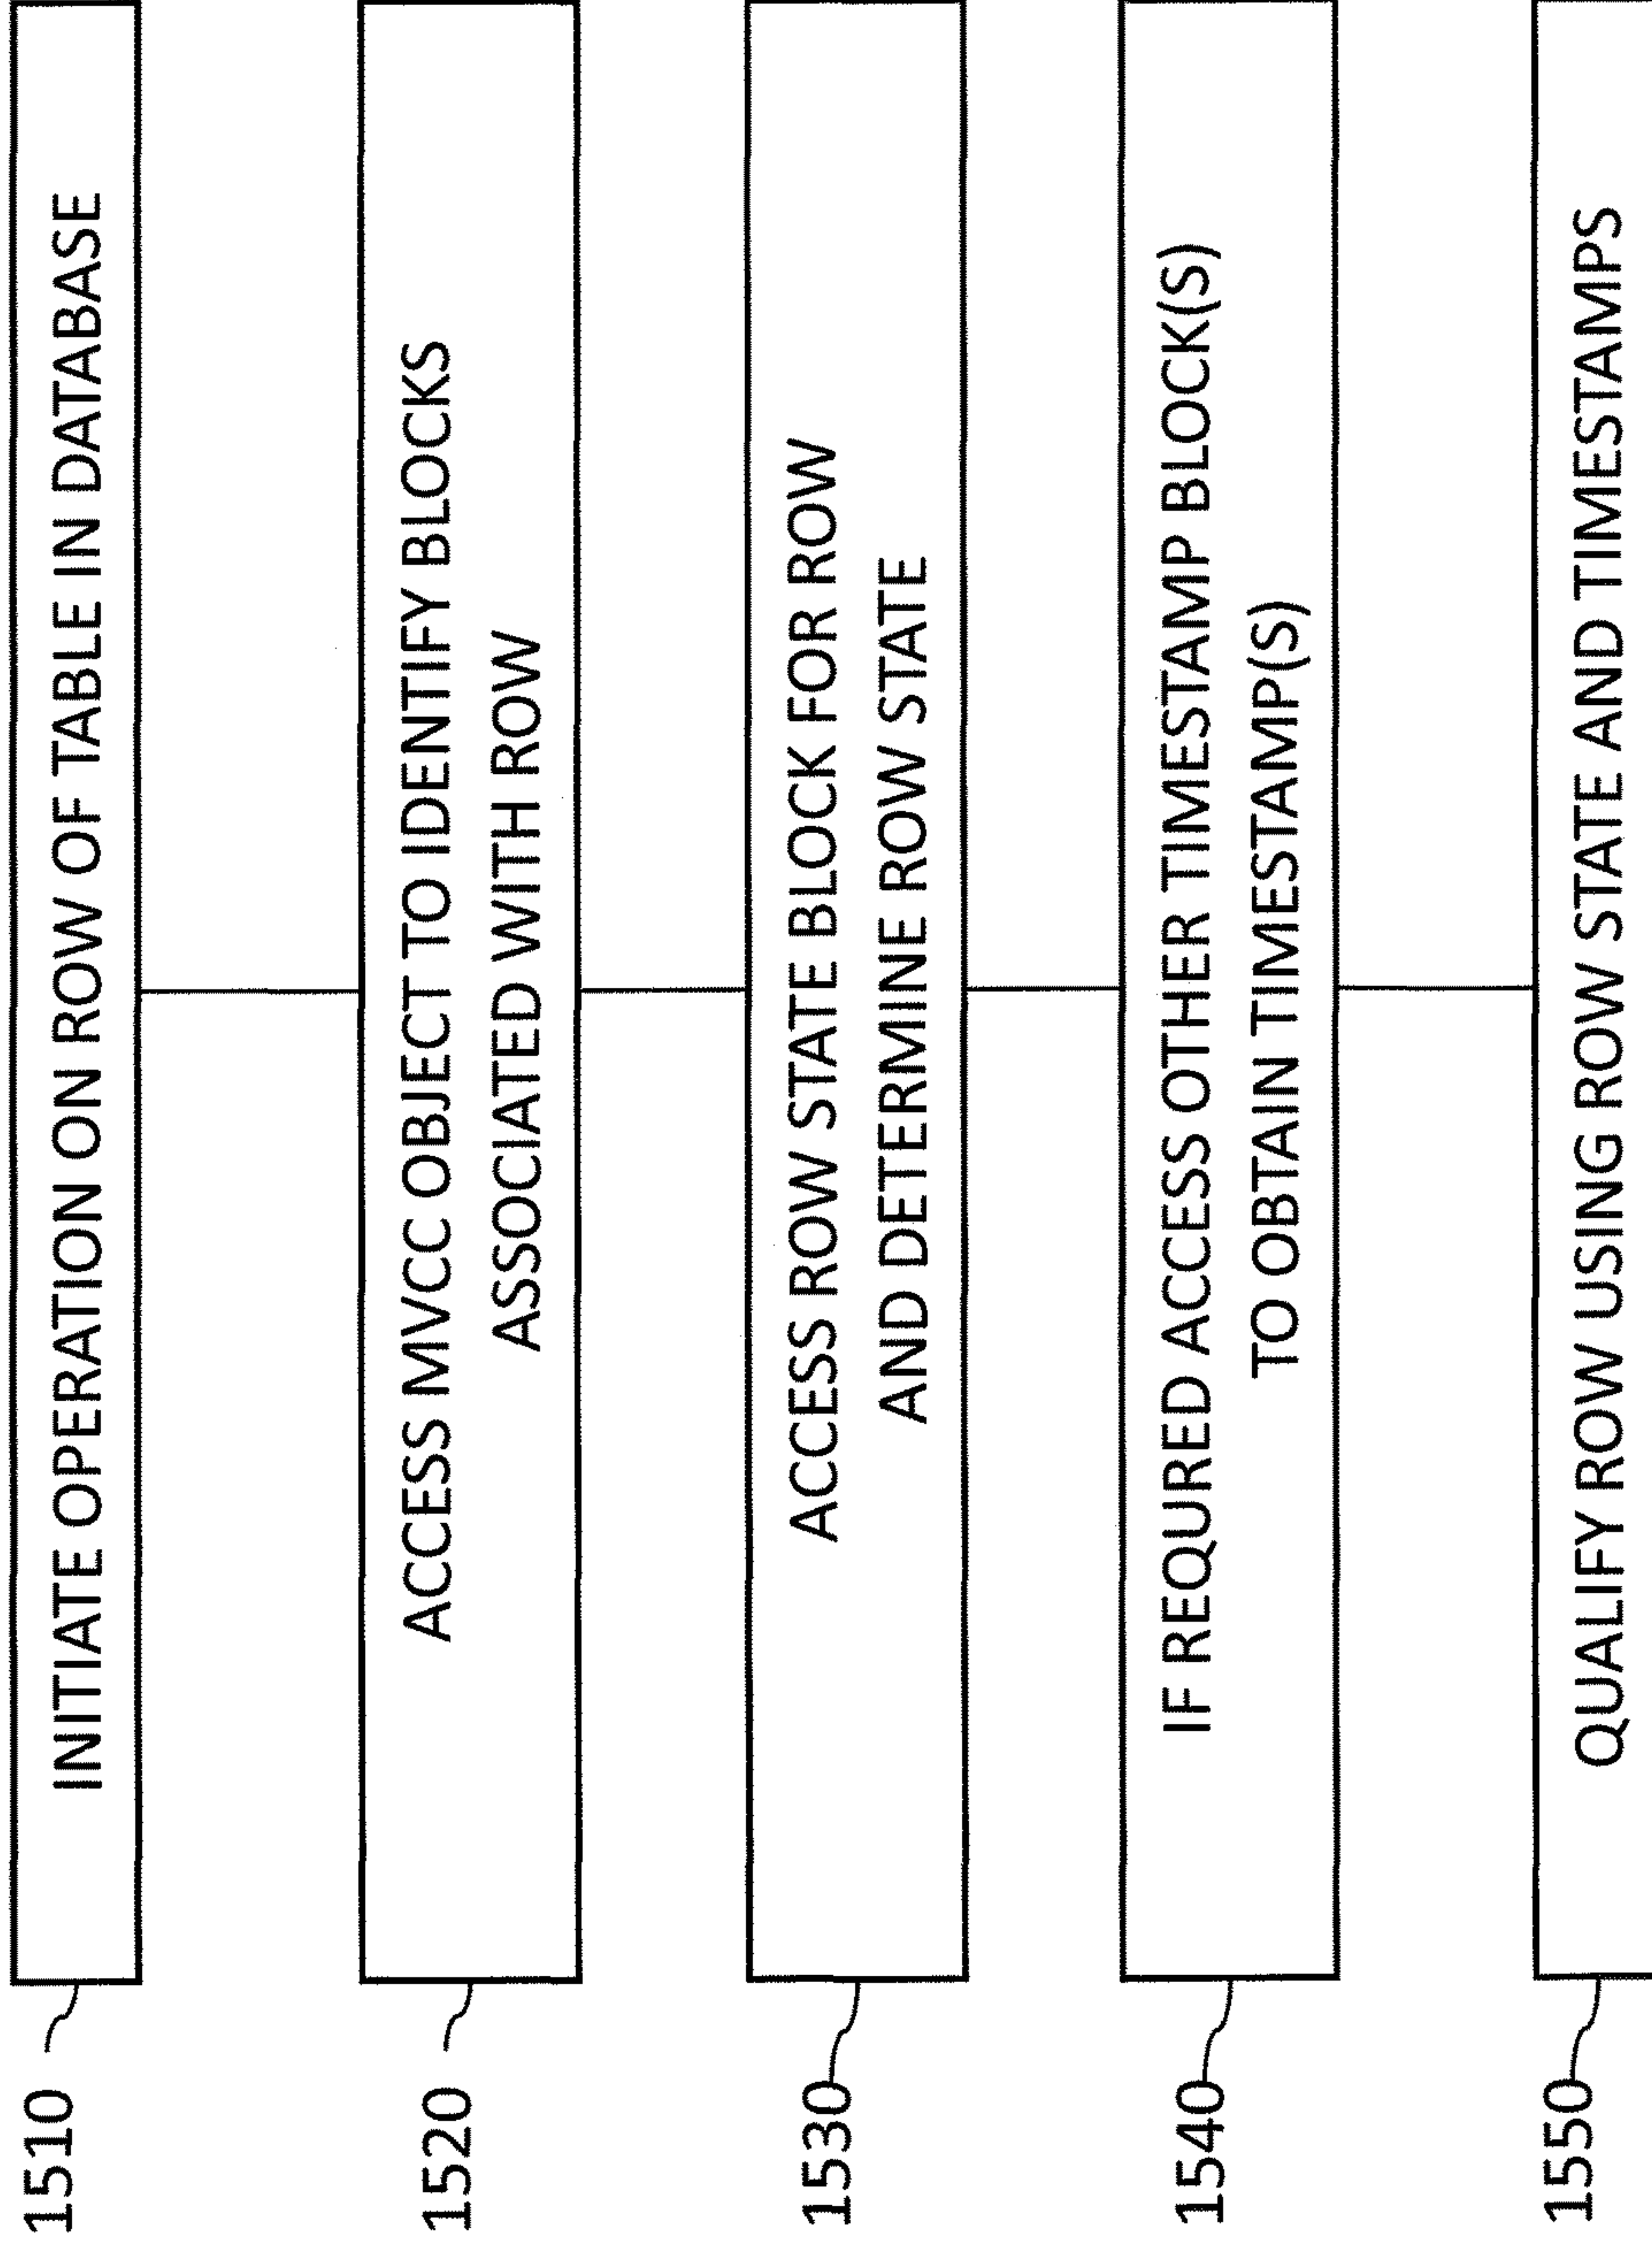 1510
INITIATE OPERATION ON ROW OF TABLE IN DATABASE
1520
ACCESS MVCC OBJECT TO IDENTIFY BLOCKS
ASSOCIATED WITH ROW
1530
ACCESS ROW STATE BLOCK FOR ROW
AND DETERMINE ROW STATE
1540
IF REQURED ACCESS OTHER TIMESTAMP BLOCK(S)
TO OBTAIN TIMESTAMP(S)
1550
QUALIFY ROW USING ROW STATE AND TIMESTAMPS